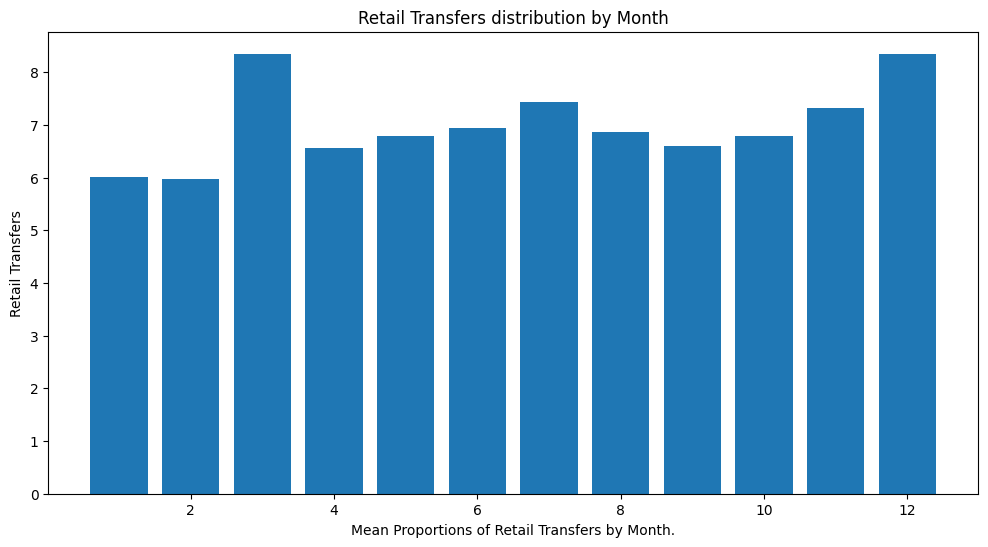 Retail Transfers distribution by Month
Retail Transfers
8
7
6
5
4
3
2
1
0
2 4 6 8 10 12
Mean Proportions of Retail Transfers by Month.